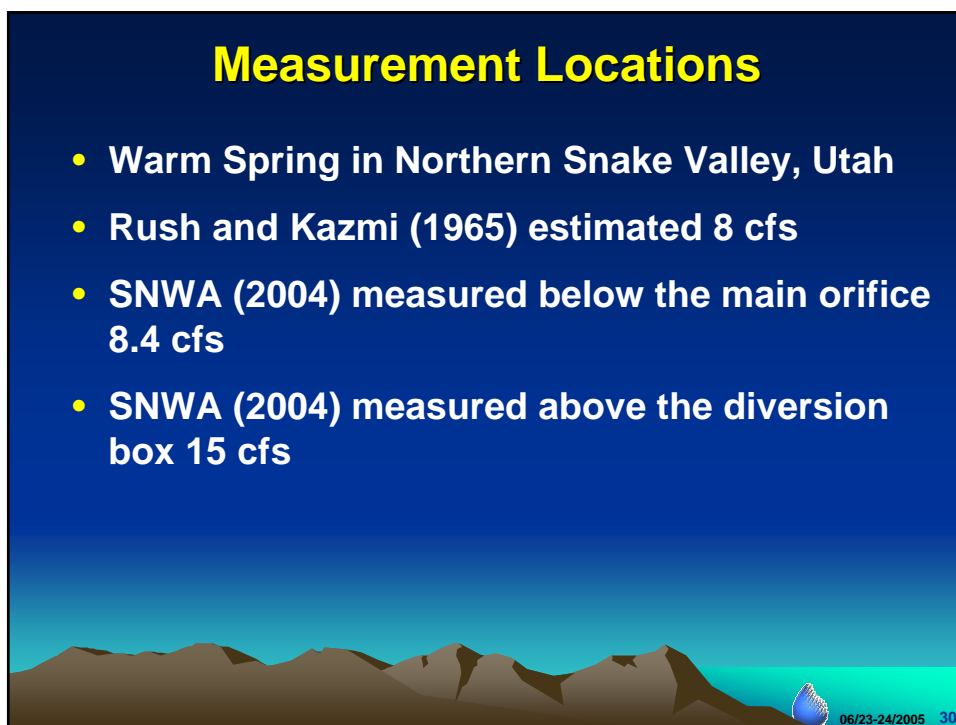 Measurement Locations
• Warm Spring in Northern Snake Valley, Utah
• Rush and Kazmi (1965) estimated 8 cfs
• SNWA (2004) measured below the main orifice
8.4 cfs
• SNWA (2004) measured above the diversion
box 15 cfs
06/23-24/2005 30